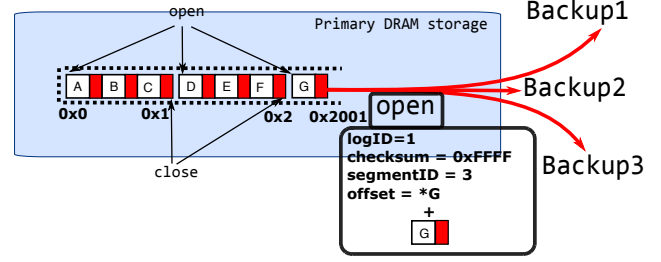 open
Primary DRAM storage
Backup1
A B C D E F G
Backup2
0x0 0x1 0x2 0x2001
open
close
logID=1
checksum = 0xFFFF
segmentID = 3
offset = *G
+
G
Backup3